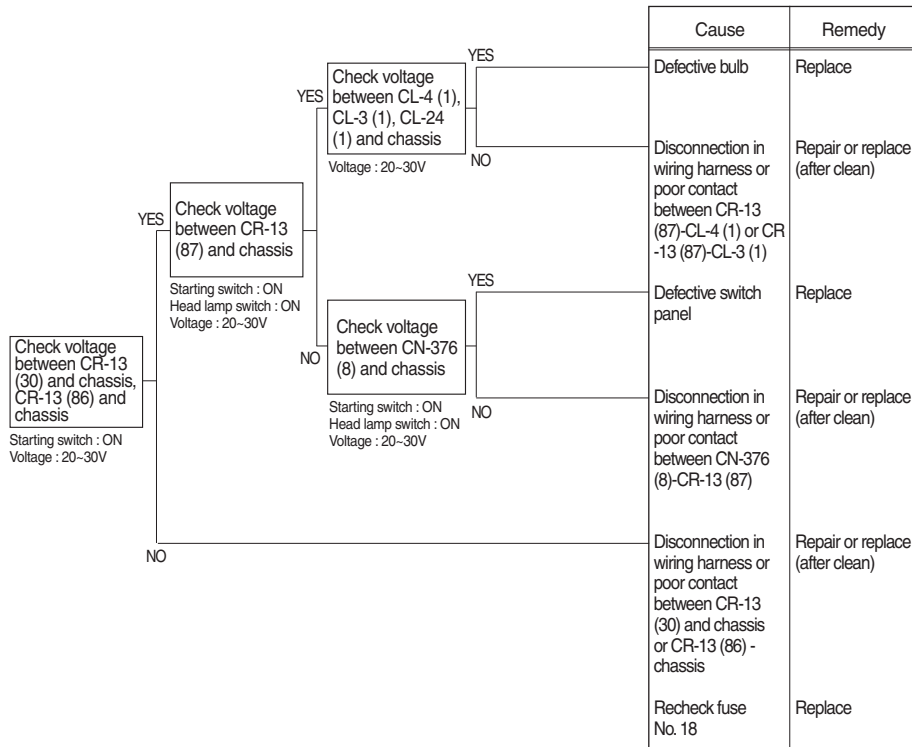 Cause
Remedy
YES
Defective bulb
Replace
Check voltage
between CL-4 (1),
CL-3 (1), CL-24
(1) and chassis
YES
Voltage : 20~30V
NO
Disconnection in
wiring harness or
poor contact
between CR-13
(87)-CL-4 (1) or CR
-13 (87)-CL-3 (1)
Repair or replace
(after clean)
YES
Check voltage
between CR-13
(87) and chassis
Starting switch : ON
Head lamp switch : ON
Voltage : 20~30V
YES
Defective switch
panel
Replace
NO
Check voltage
between CN-376
(8) and chassis
Starting switch : ON
Head lamp switch : ON
Voltage : 20~30V
NO
Disconnection in
wiring harness or
poor contact
between CN-376
(8)-CR-13 (87)
Repair or replace
(after clean)
Check voltage
between CR-13
(30) and chassis,
CR-13 (86) and
chassis
Starting switch : ON
Voltage : 20~30V
NO
Disconnection in
wiring harness or
poor contact
between CR-13
(30) and chassis
or CR-13 (86) -
chassis
Repair or replace
(after clean)
Recheck fuse
No. 18
Replace